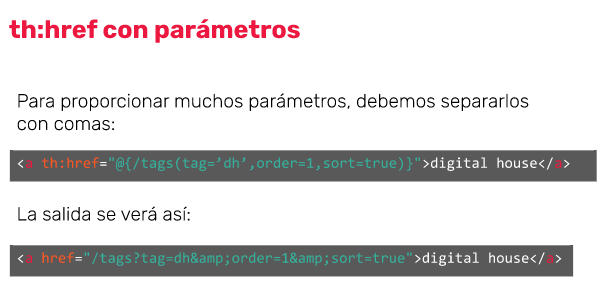 th:href con parámetros
Para proporcionar muchos parámetros, debemos separarlos
con comas:
<a th:href="@{/tags(tag=’dh’,order=1,sort=true)}">digital house</a>
La salida se verá así:
<a href="/tags?tag=dh&amp;order=1&amp;sort=true">digital house</a>